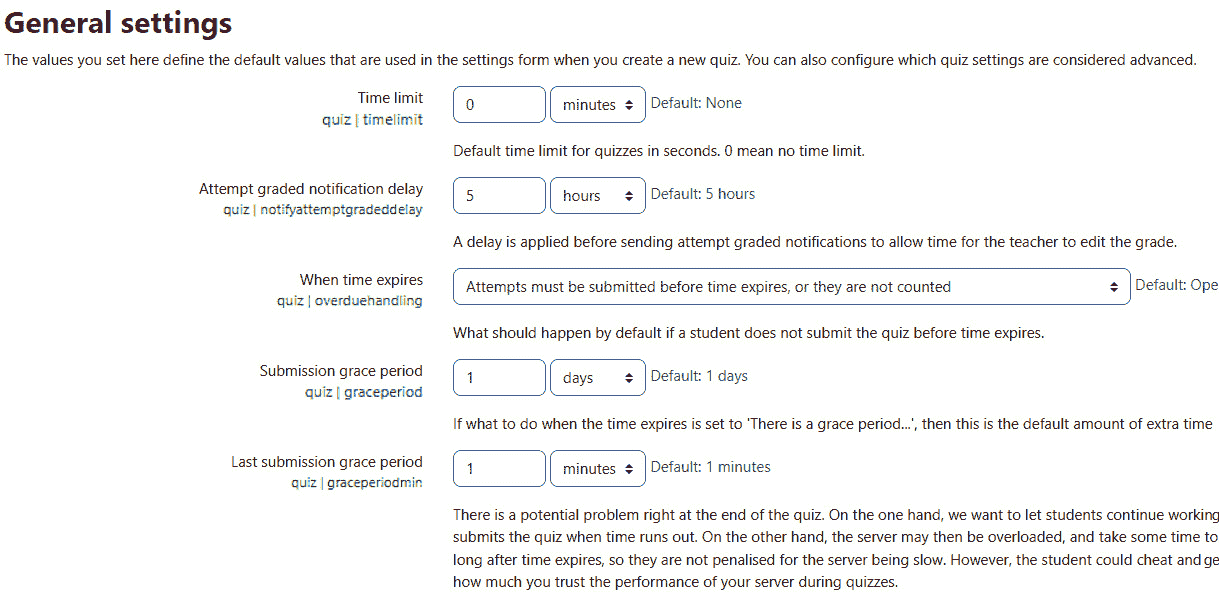 General settings
The values you set here define the default values that are used in the settings form when you create a new quiz. You can also configure which quiz settings are considered advanced.
Time limit
quiz | timelimit
0 minutes Default: None
Default time limit for quizzes in seconds. 0 mean no time limit.
Attempt graded notification delay
quiz | notifyattemptgradeddelay
5 hours Default: 5 hours
A delay is applied before sending attempt graded notifications to allow time for the teacher to edit the grade.
When time expires
quiz | overduehandling
Attempts must be submitted before time expires, or they are not counted Default: Ope
What should happen by default if a student does not submit the quiz before time expires.
Submission grace period
quiz | graceperiod
1 days Default: 1 days
If what to do when the time expires is set to 'There is a grace period...', then this is the default amount of extra time
Last submission grace period
quiz | graceperiodmin
1 minutes Default: 1 minutes
There is a potential problem right at the end of the quiz. On the one hand, we want to let students continue working
submits the quiz when time runs out. On the other hand, the server may then be overloaded, and take some time to
long after time expires, so they are not penalised for the server being slow. However, the student could cheat and ge
how much you trust the performance of your server during quizzes.